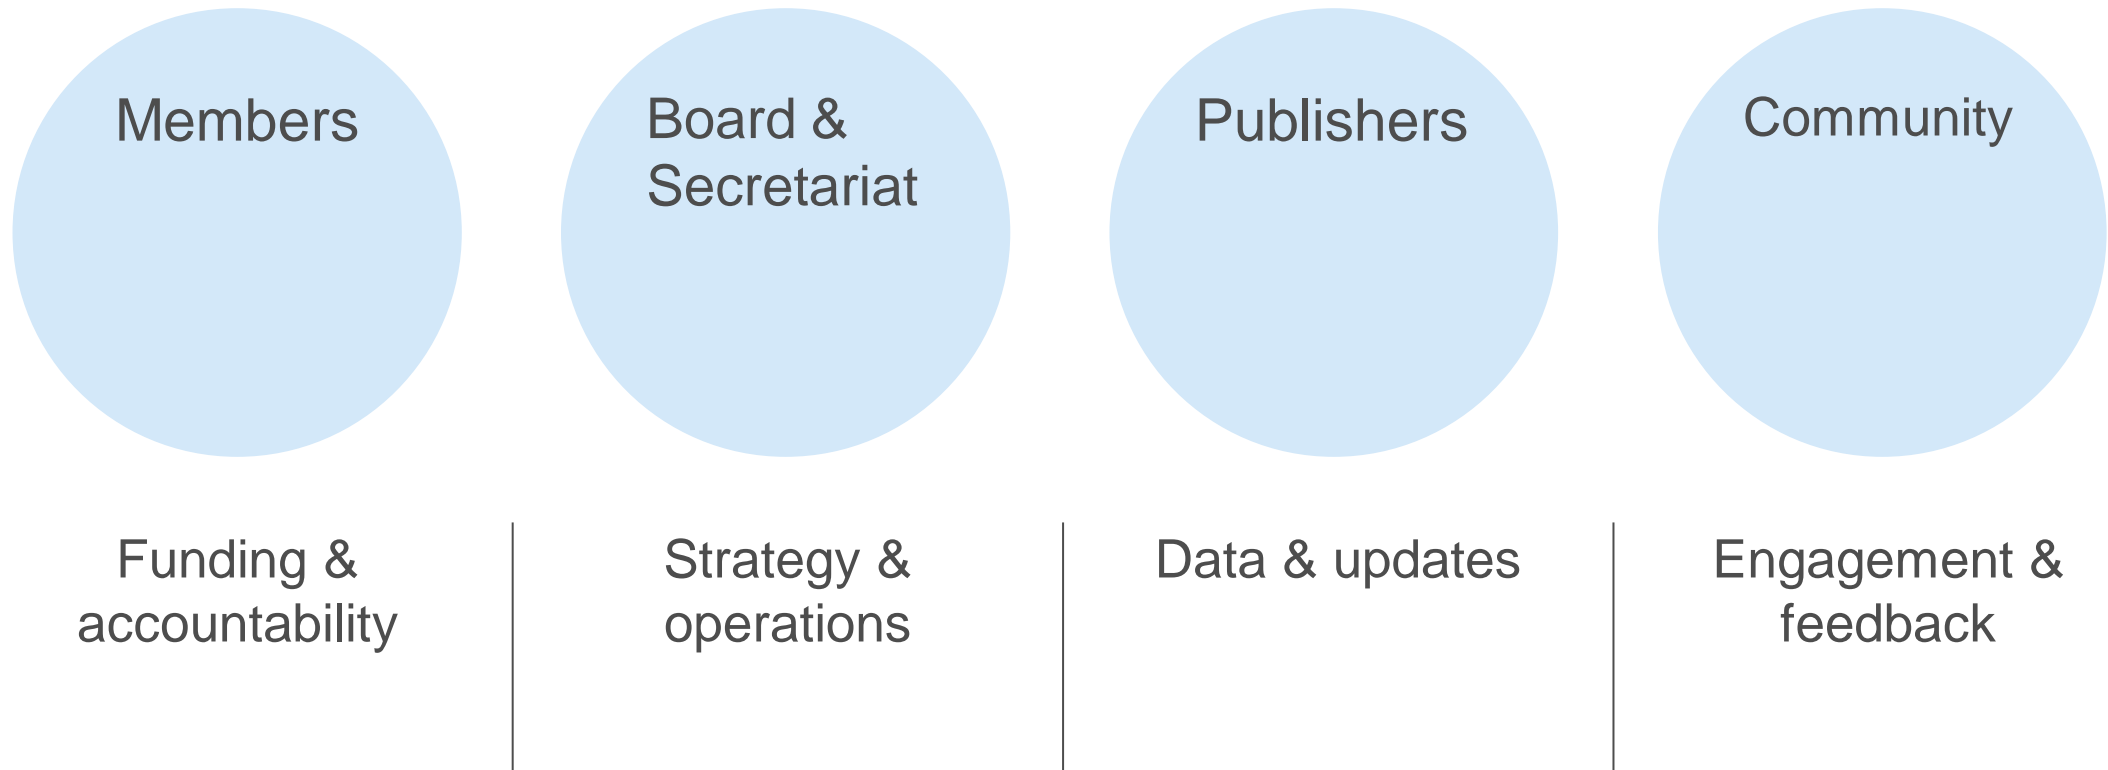 Members
Board &
Secretariat
Publishers
Community
Funding &
accountability
Strategy &
operations
Data & updates
Engagement &
feedback